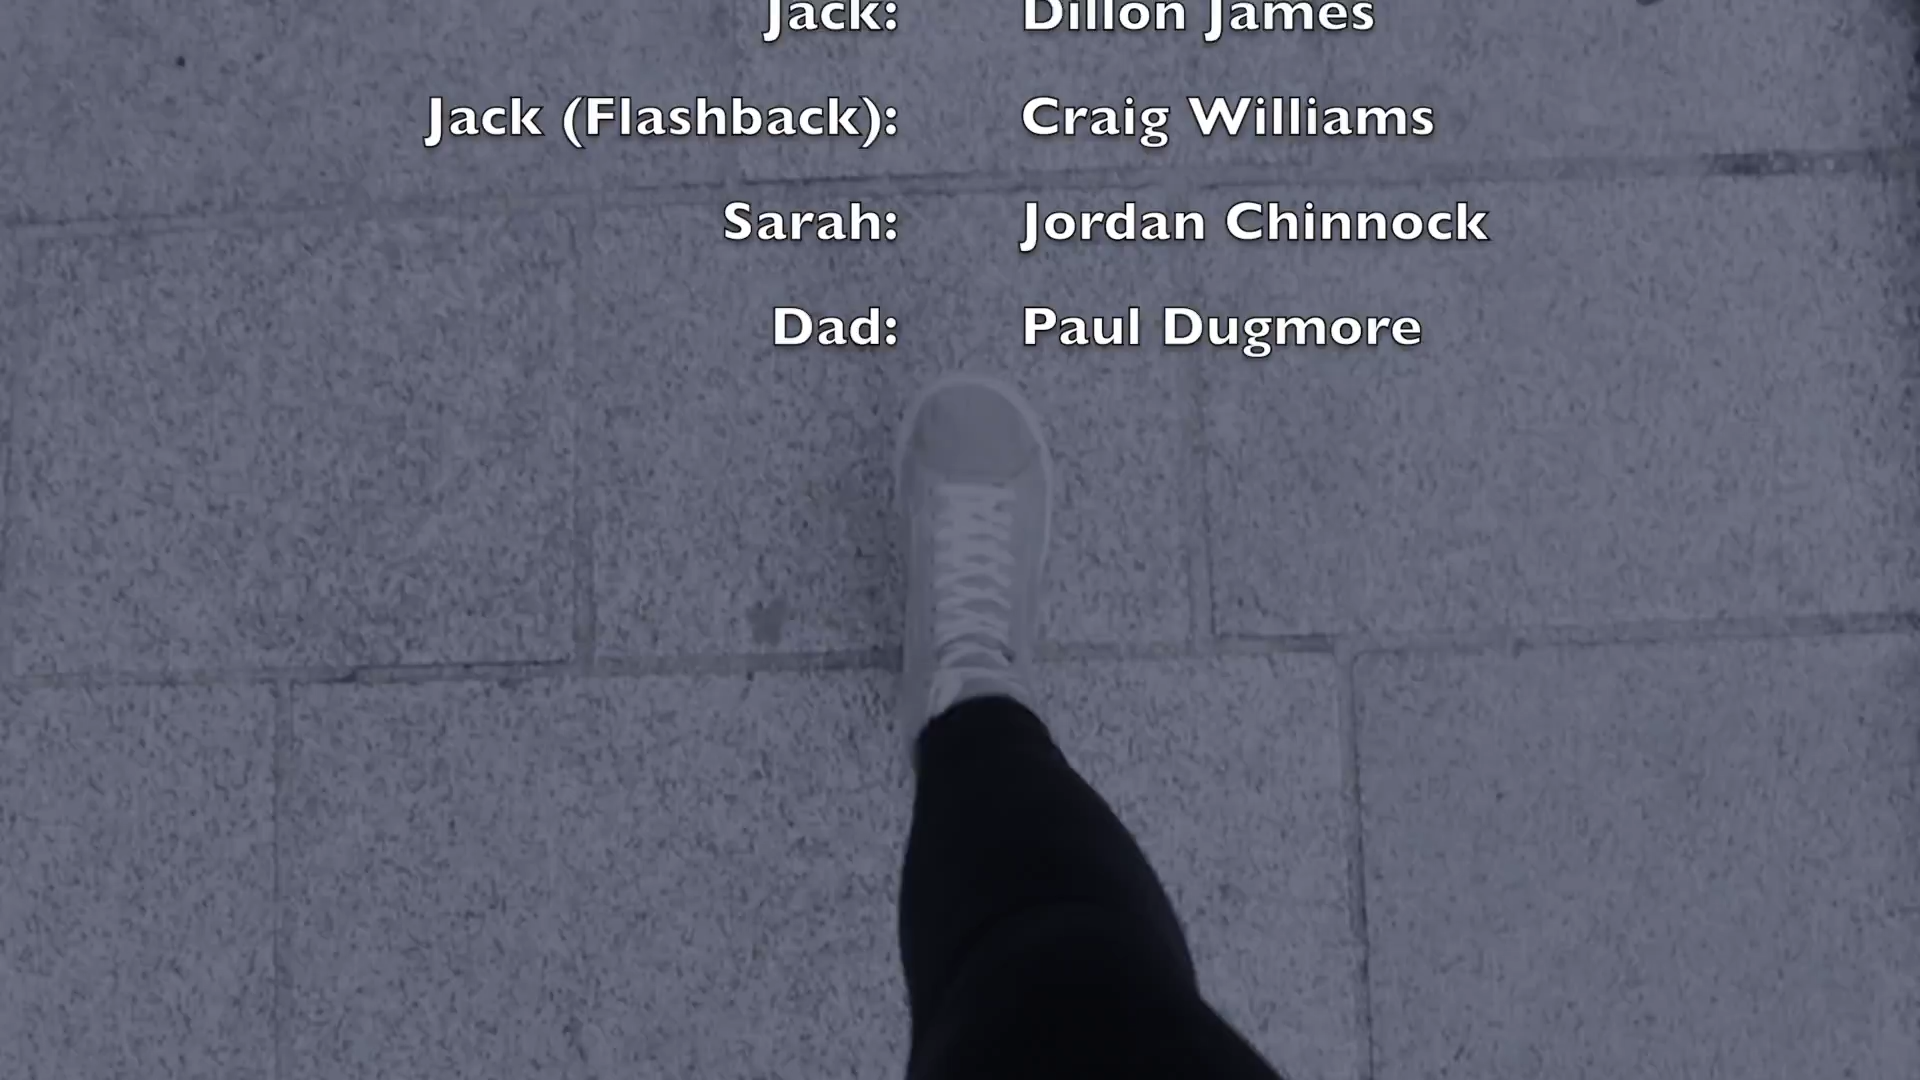 Jack: Dillon James
Jack (Flashback): Craig Williams
Sarah: Jordan Chinnock
Dad: Paul Dugmore